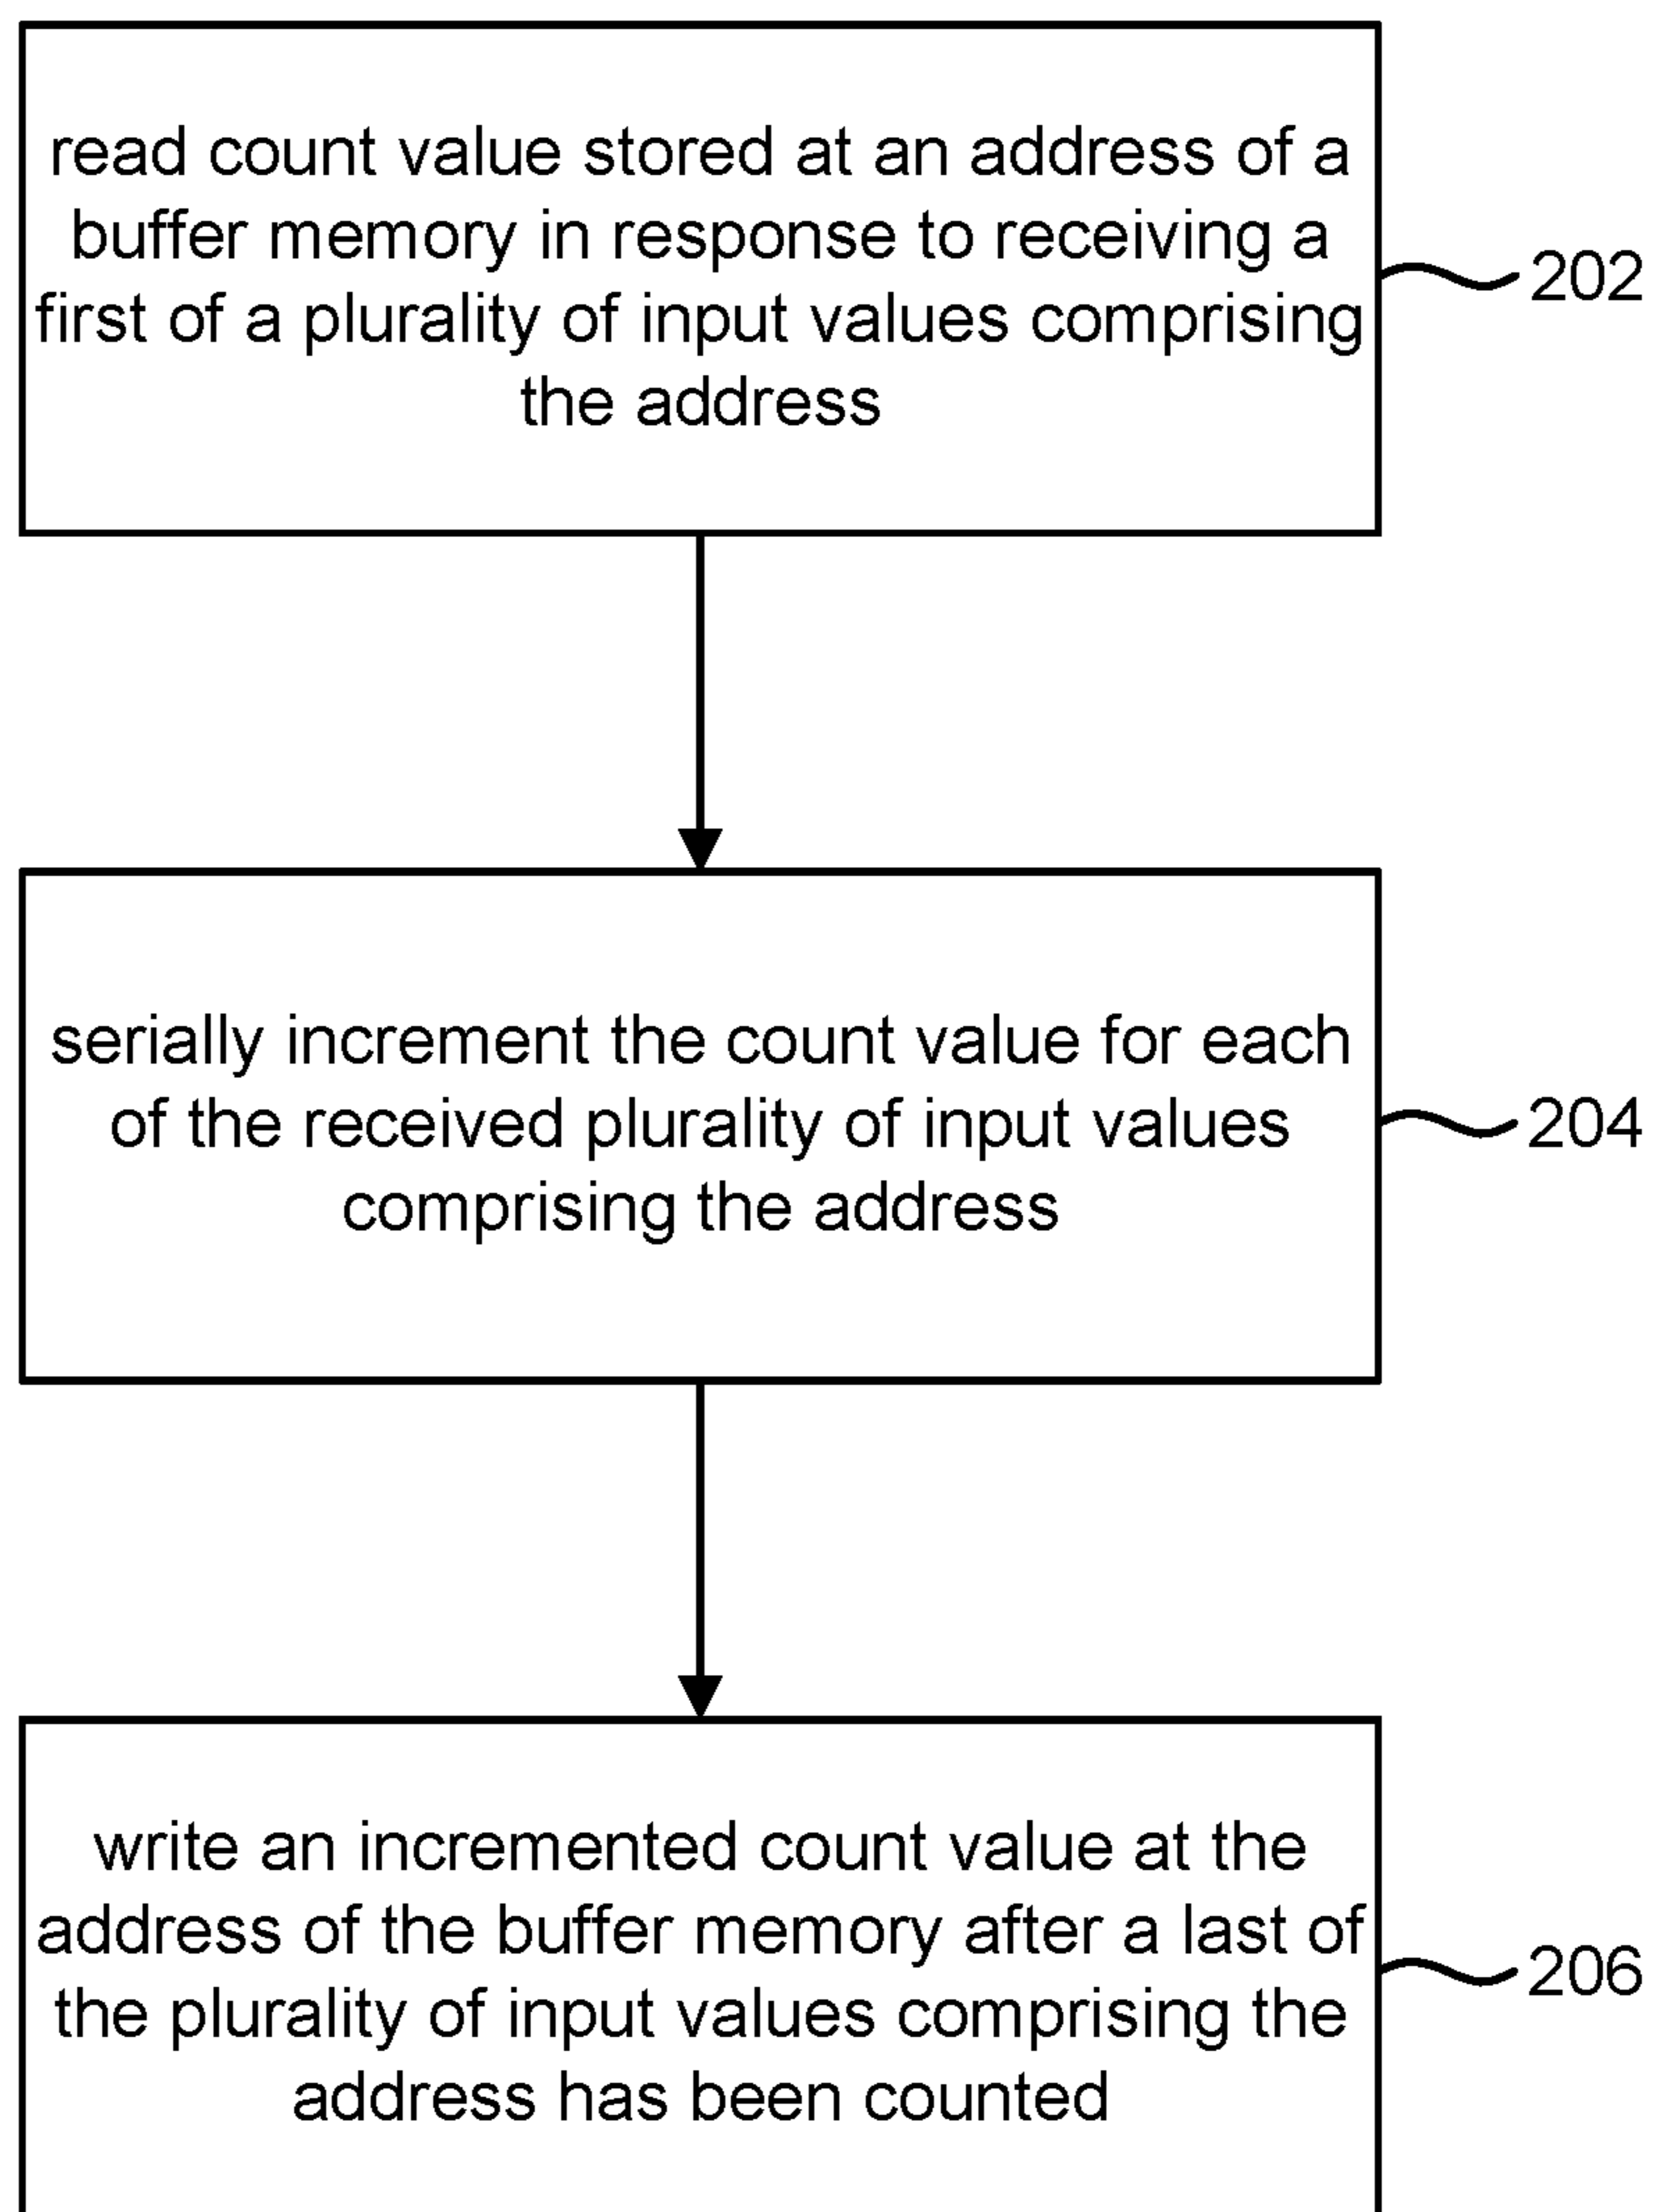 read count value stored at an address of a
buffer memory in response to receiving a
first of a plurality of input values comprising
the address
202
serially increment the count value for each
of the received plurality of input values
comprising the address
204
write an incremented count value at the
address of the buffer memory after a last of
the plurality of input values comprising the
address has been counted
206